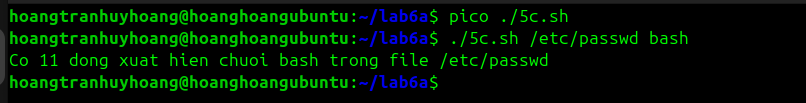 hoangtranhuyhoang@hoanghoangubuntu:~/lab6a$ pico ./5c.sh
hoangtranhuyhoang@hoanghoangubuntu:~/lab6a$ ./5c.sh /etc/passwd bash
Co 11 dong xuat hien chuoi bash trong file /etc/passwd
hoangtranhuyhoang@hoanghoangubuntu:~/lab6a$